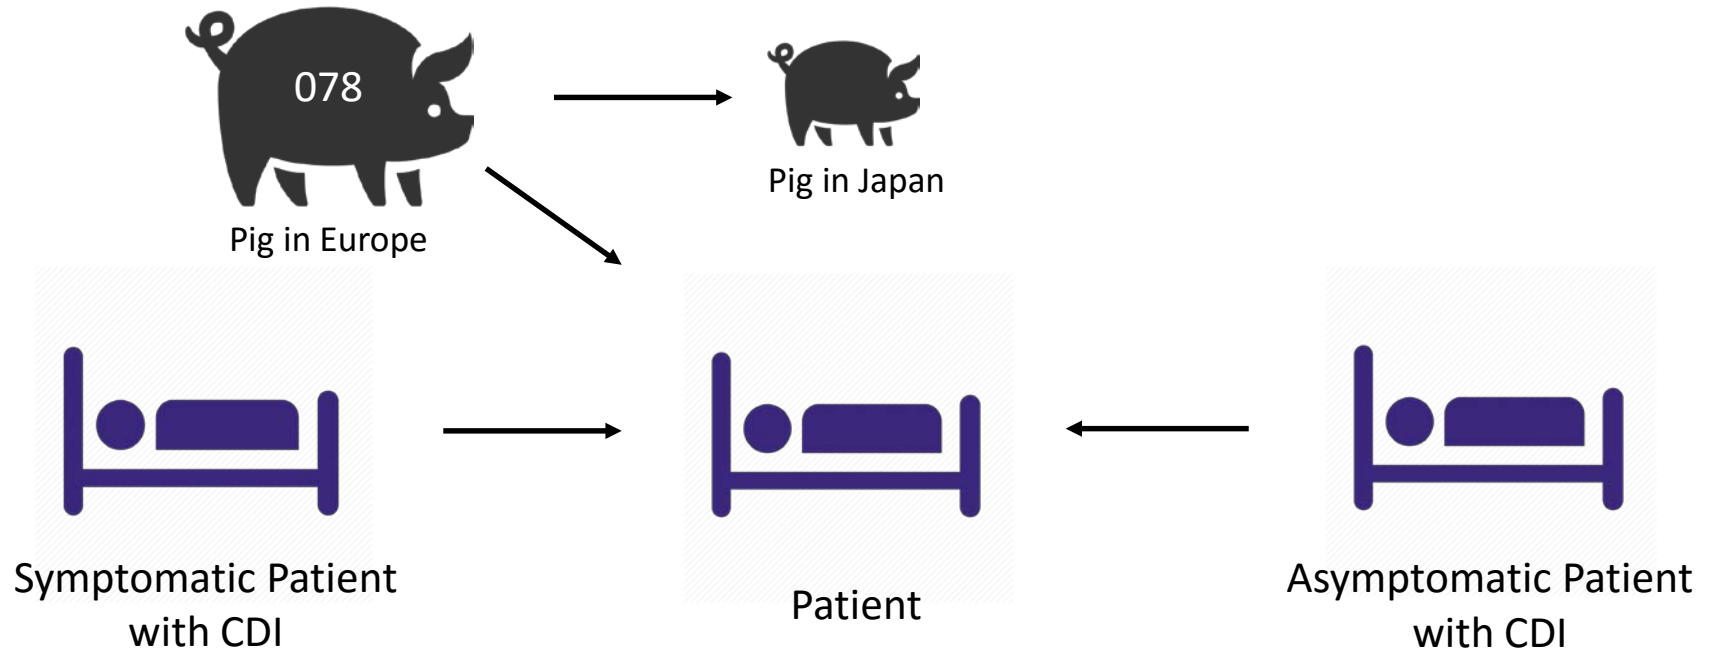 078
Pig in Japan
Pig in Europe
Symptomatic Patient
with CDI
Patient
Asymptomatic Patient
with CDI